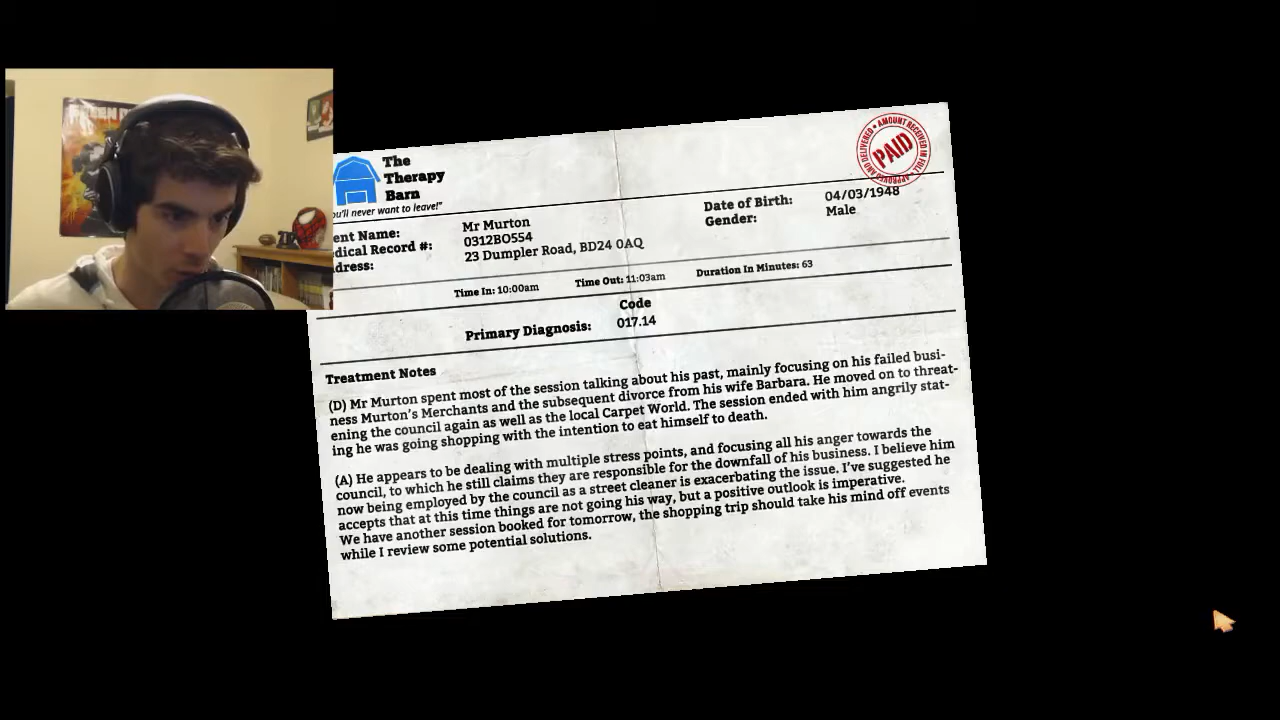 GREEN D
The
Therapy
Barn
ou'll never want to leave!"
AMOUNT RECEIVED IN FULL • APPROVED AND DELIVERED •
PAID
ent Name: Mr Murton
dical Record #: 0312BO554
dress: 23 Dumpler Road, BD24 0AQ
Date of Birth: 04/03/1948
Gender: Male
Time In: 10:00am Time Out: 11:03am Duration In Minutes: 63
Code
Primary Diagnosis: 017.14
Treatment Notes
(D) Mr Murton spent most of the session talking about his past, mainly focusing on his failed busi-
ness Murton's Merchants and the subsequent divorce from his wife Barbara. He moved on to threat-
ening the council again as well as the local Carpet World. The session ended with him angrily stat-
ing he was going shopping with the intention to eat himself to death.
(A) He appears to be dealing with multiple stress points, and focusing all his anger towards the
council, to which he still claims they are responsible for the downfall of his business. I believe him
now being employed by the council as a street cleaner is exacerbating the issue. I've suggested he
accepts that at this time things are not going his way, but a positive outlook is imperative.
We have another session booked for tomorrow, the shopping trip should take his mind off events
while I review some potential solutions.